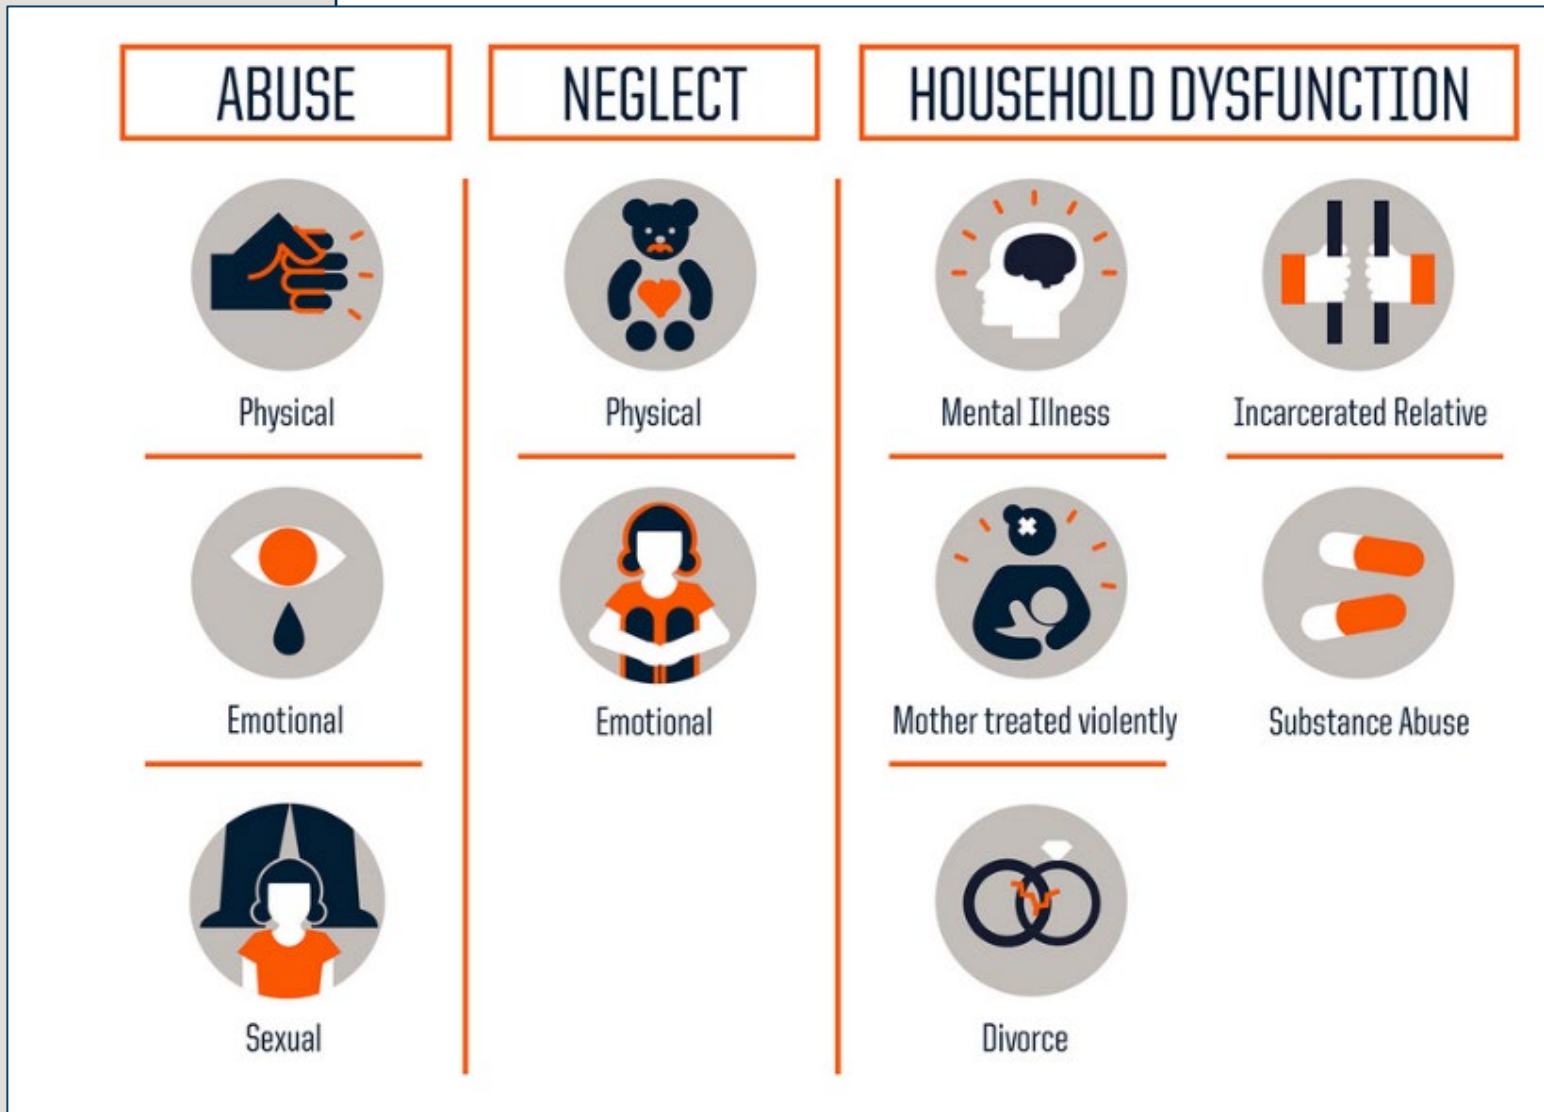 ABUSE
Physical
Emotional
Sexual
NEGLECT
Physical
Emotional
HOUSEHOLD DYSFUNCTION
Mental Illness
Incarcerated Relative
Mother treated violently
Substance Abuse
Divorce